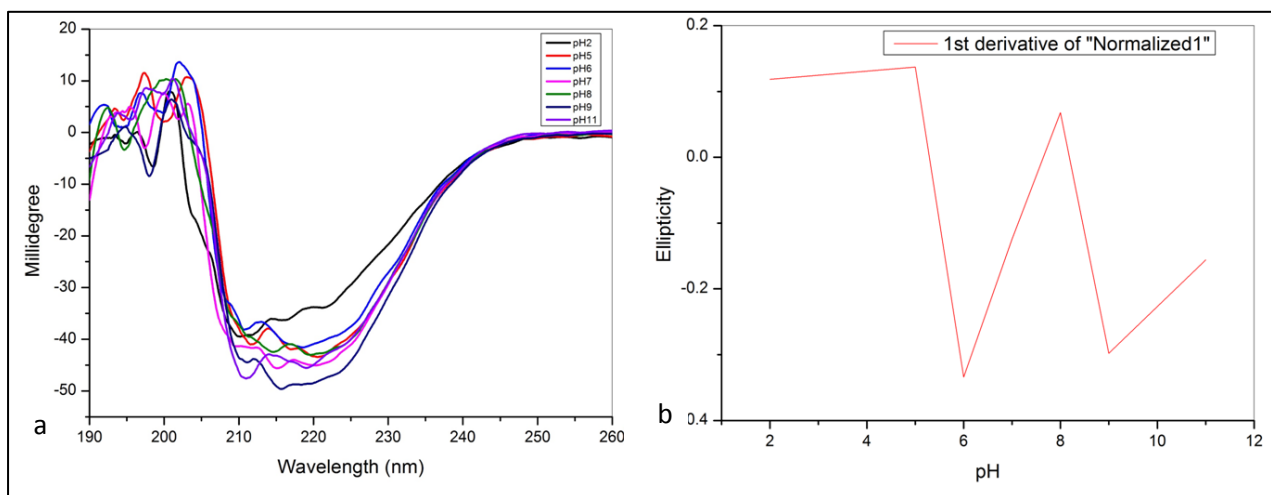 20
10
0
-10
-20
-30
-40
-50
Millidegree
pH2
pH5
pH6
pH7
pH8
pH9
pH11
190 200 210 220 230 240 250 260
Wavelength (nm)
a
0.2
0.0
-0.2
0.4
Ellipticity
1st derivative of "Normalized1"
2 4 6 8 10 12
pH
b